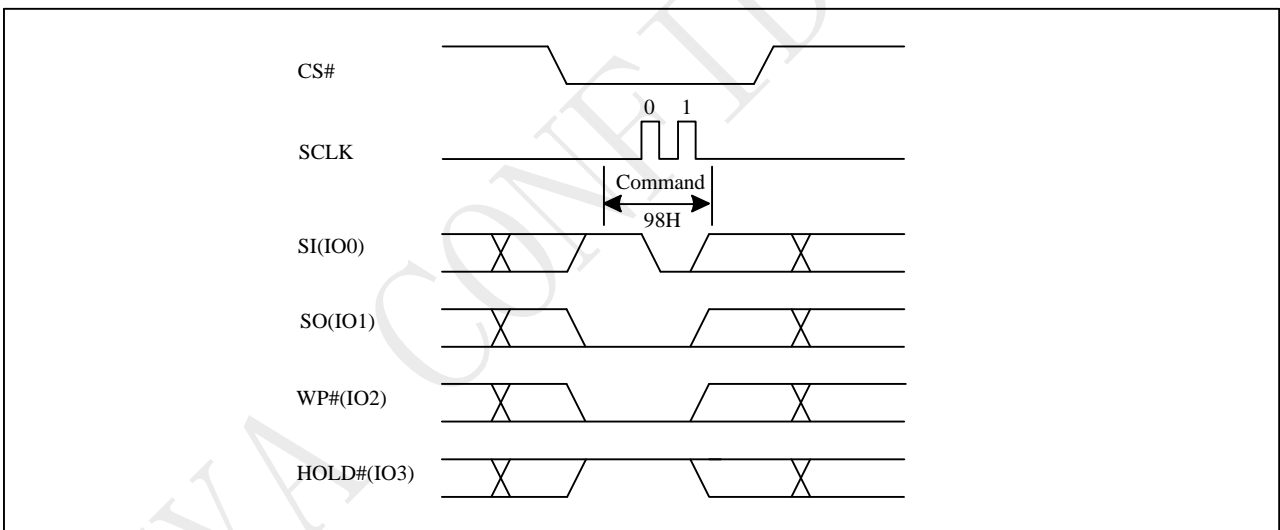 CS#
0 1
SCLK
Command
98H
SI(IO0)
SO(IO1)
WP#(IO2)
HOLD#(IO3)